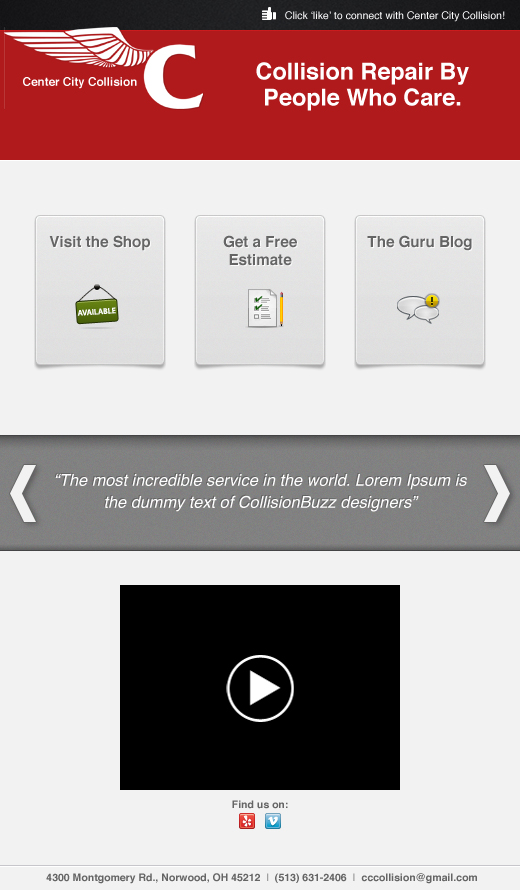 Click ‘like’ to connect with Center City Collision!
Center City Collision
C
Collision Repair By
People Who Care.
Visit the Shop
Get a Free
Estimate
The Guru Blog
AVAILABLE
!
“The most incredible service in the world. Lorem Ipsum is
the dummy text of CollisionBuzz designers”
Find us on:
4300 Montgomery Rd., Norwood, OH 45212 | (513) 631-2406 | cccollision@gmail.com